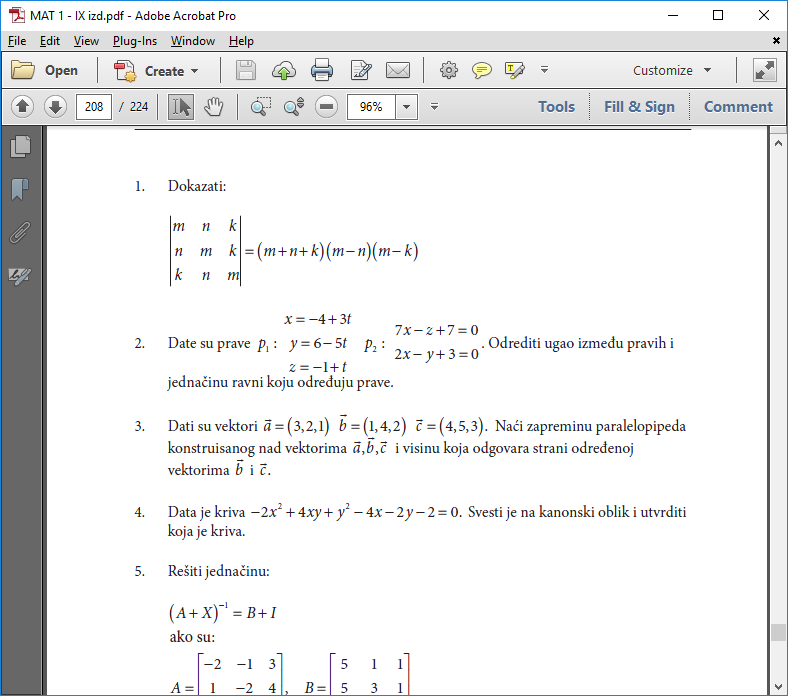 MAT 1 - IX izd.pdf - Adobe Acrobat Pro
File Edit View Plug-Ins Window Help
Open Create Customize
208 / 224 96% Tools Fill & Sign Comment
1. Dokazati:
|m n k|
|n m k| = (m+n+k)(m−n)(m−k)
|k n m|
x = −4+3t
2. Date su prave p₁ : y = 6−5t p₂ : 7x−z+7=0 2x−y+3=0 . Odrediti ugao između pravih i
z = −1+t
jednačinu ravni koju određuju prave.
3. Dati su vektori a⃗ = (3,2,1) b⃗ = (1,4,2) c⃗ = (4,5,3). Naći zapreminu paralelopipeda
konstruisanog nad vektorima a⃗,b⃗,c⃗ i visinu koja odgovara strani određenoj
vektorima b⃗ i c⃗.
4. Data je kriva −2x²+4xy+y²−4x−2y−2=0. Svesti je na kanonski oblik i utvrditi
koja je kriva.
5. Rešiti jednačinu:
(A+X)⁻¹ = B+I
ako su:
−2 −1 3 5 1 1
A = 1 −2 4 , B = 5 3 1